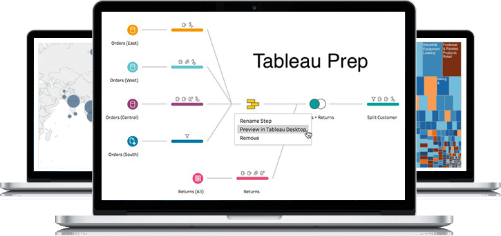 Orders (East)
Tableau Prep
Orders (West)
Orders (Central)
s + Returns
Split Customer
Rename Step
Preview in Tableau Desktop
Remove
Orders (South)
Returns (All)
Returns